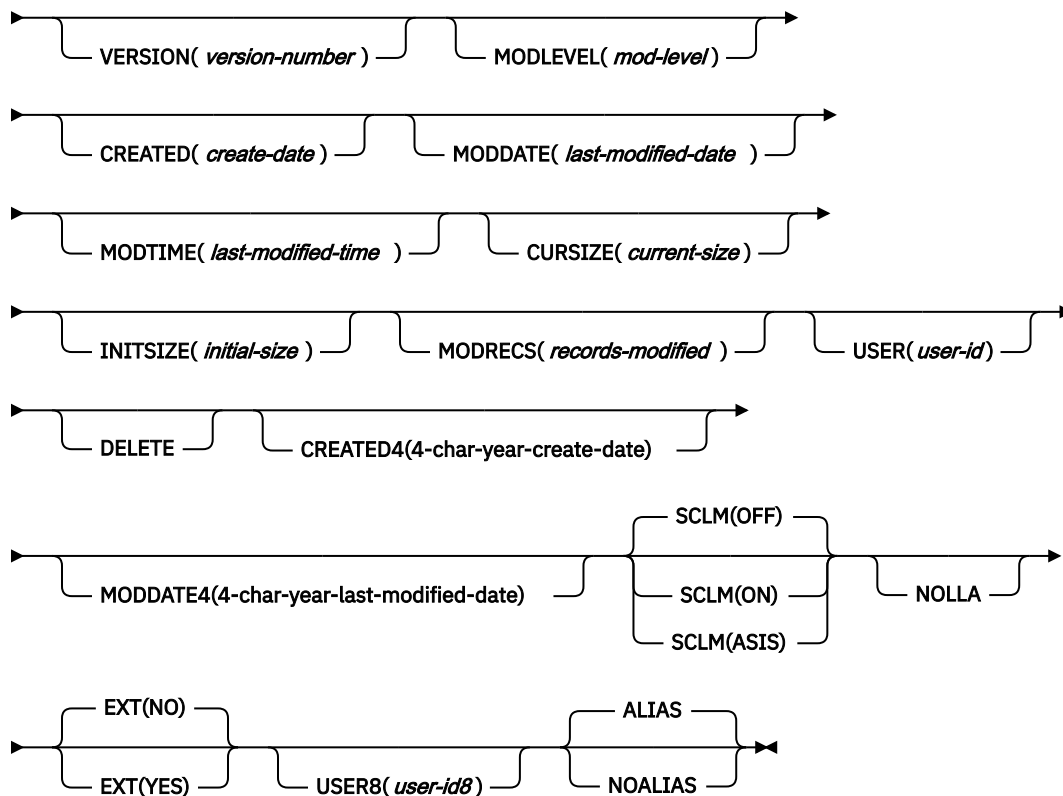 VERSION( version-number ) MODLEVEL( mod-level )
CREATED( create-date ) MODDATE( last-modified-date )
MODTIME( last-modified-time ) CURSIZE( current-size )
INITSIZE( initial-size ) MODRECS( records-modified ) USER( user-id )
DELETE CREATED4(4-char-year-create-date)
SCLM(OFF)
MODDATE4(4-char-year-last-modified-date) SCLM(ON) NOLLA
SCLM(ASIS)
EXT(NO) ALIAS
EXT(YES) USER8( user-id8 ) NOALIAS